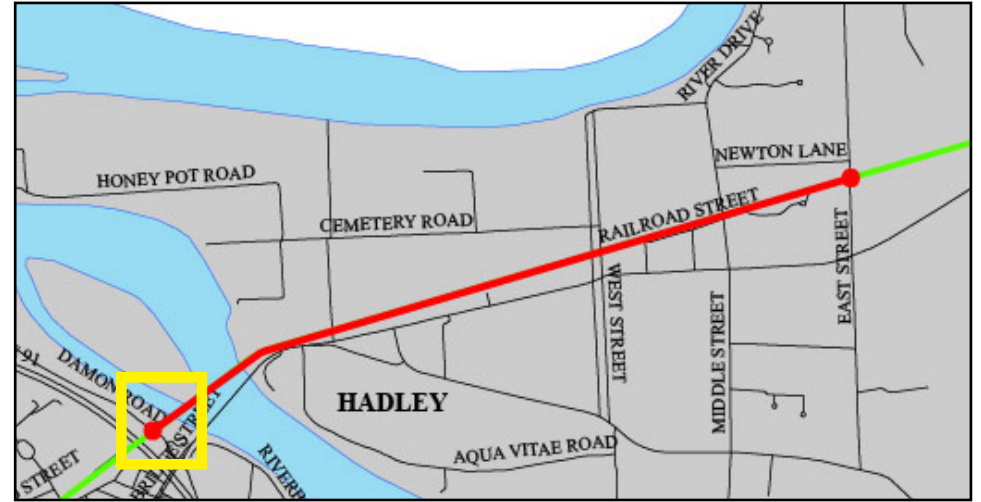 RIVER DRIVE
NEWTON LANE
HONEY POT ROAD
CEMETERY ROAD
RAILROAD STREET
EAST STREET
WEST STREET
MIDDLE STREET
DAMON ROAD
HADLEY
AQUA VITAE ROAD
STREET